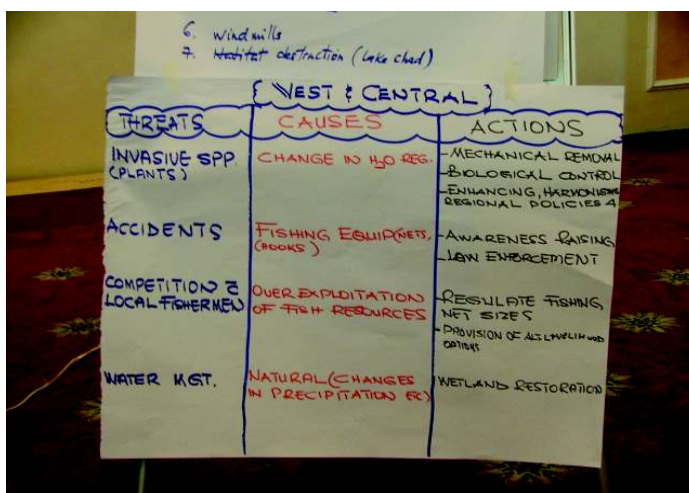 6. windmills
7. Habitat destruction (Lake Chad)
{ WEST & CENTRAL }
THREATS
CAUSES
ACTIONS
INVASIVE SPP.
(PLANTS)
CHANGE IN H2O REG.
-MECHANICAL REMOVAL
-BIOLOGICAL CONTROL
-ENHANCING, HARMONISE
REGIONAL POLICIES &
ACCIDENTS
FISHING EQUIP(NETS,
(HOOKS)
-AWARENESS RAISING
-LAW ENFORCEMENT
COMPETITION
LOCAL FISHERMEN
OVER EXPLOITATION
OF FISH RESOURCES
-REGULATE FISHING,
NET SIZES
-PROVISION OF ALT. LIVELIHOOD
OPTIONS
WATER MGT.
NATURAL (CHANGES
IN PRECIPITATION ETC)
WETLAND RESTORATION